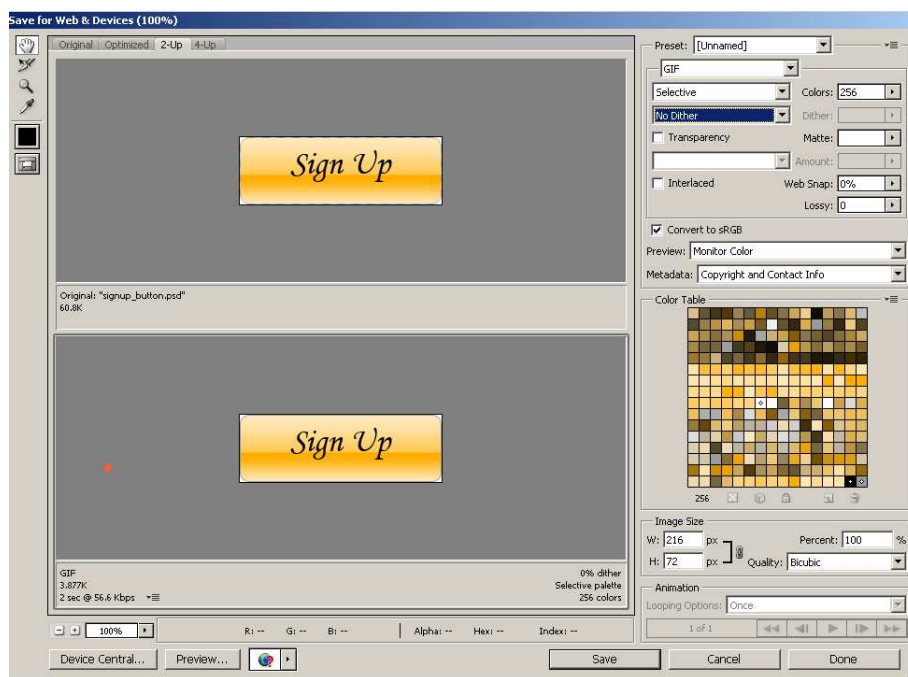 Save for Web & Devices (100%)
Original Optimized 2-Up 4-Up
Sign Up
Original: "signup_button.psd"
60.8K
Sign Up
GIF
3.877K
2 sec @ 56.6 Kbps
0% dither
Selective palette
256 colors
100%
R: -- G: -- B: -- Alpha: -- Hex: -- Index: --
Device Central... Preview... Save Cancel Done
Preset: [Unnamed]
GIF
Selective Colors: 256
No Dither Dither:
Transparency Matte:
Amount:
Interlaced Web Snap: 0%
Lossy: 0
Convert to sRGB
Preview: Monitor Color
Metadata: Copyright and Contact Info
Color Table
256
Image Size
W: 216 px Percent: 100 %
H: 72 px Quality: Bicubic
Animation
Looping Options: Once
1 of 1